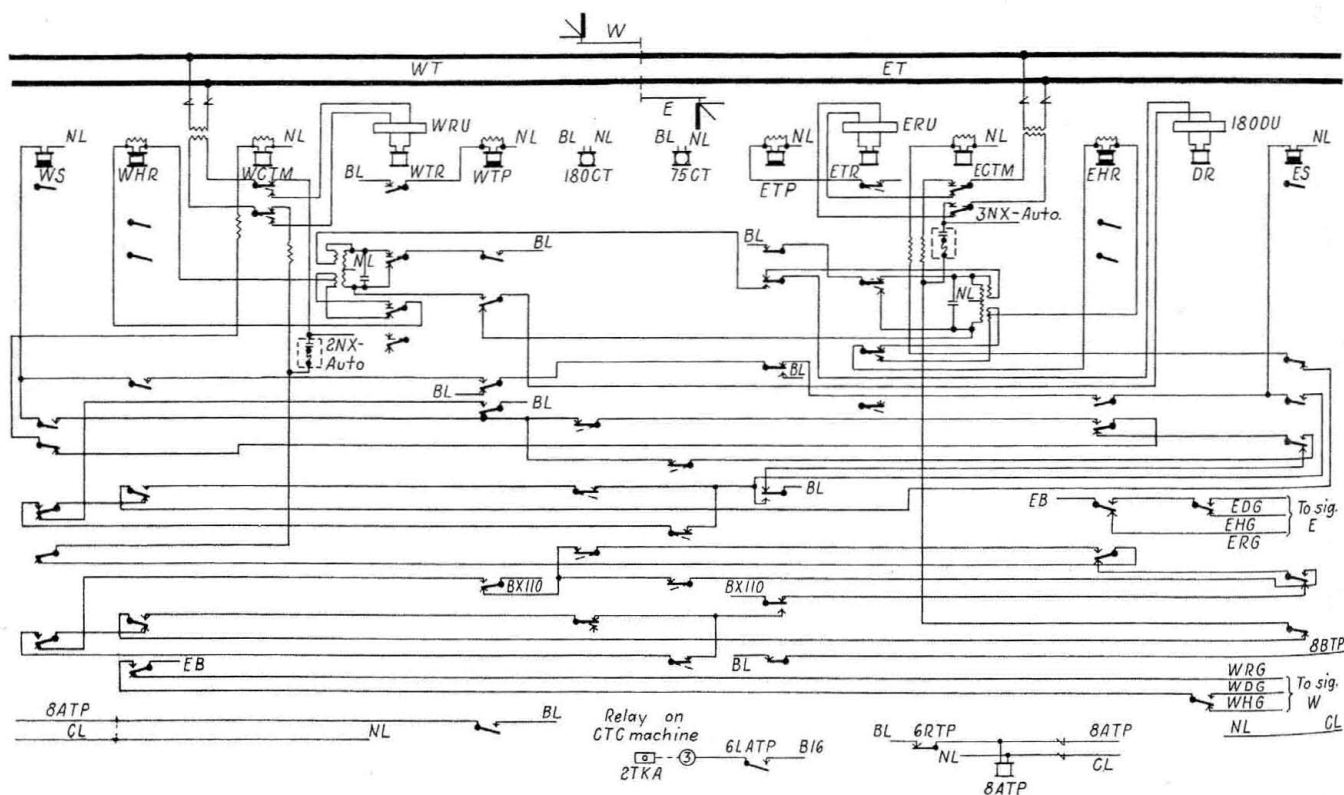 W
WT ET
E
NL
WS
WHR
NL
WCTM
WRU
BL
WTR
NL
WTP
BL NL
180CT
BL NL
75CT
NL
ETP
ERU
ETR
NL
ECTM
EHR
180DU
DR
NL
ES
3NX-Auto.
NL
BL
BL
NL
2NX-
Auto
BL
BL
BL
BL
EB
EDG
EHG
ERG
To sig.
E
BX110
BX110
EB
BL
8BTP
WRG
WDG
WHG
To sig.
W
8ATP
CL
NL
BL
Relay on
CTC machine
2TKA
3
6LATP
B16
BL
6RTP
NL
8ATP
CL
8ATP
NL
CL